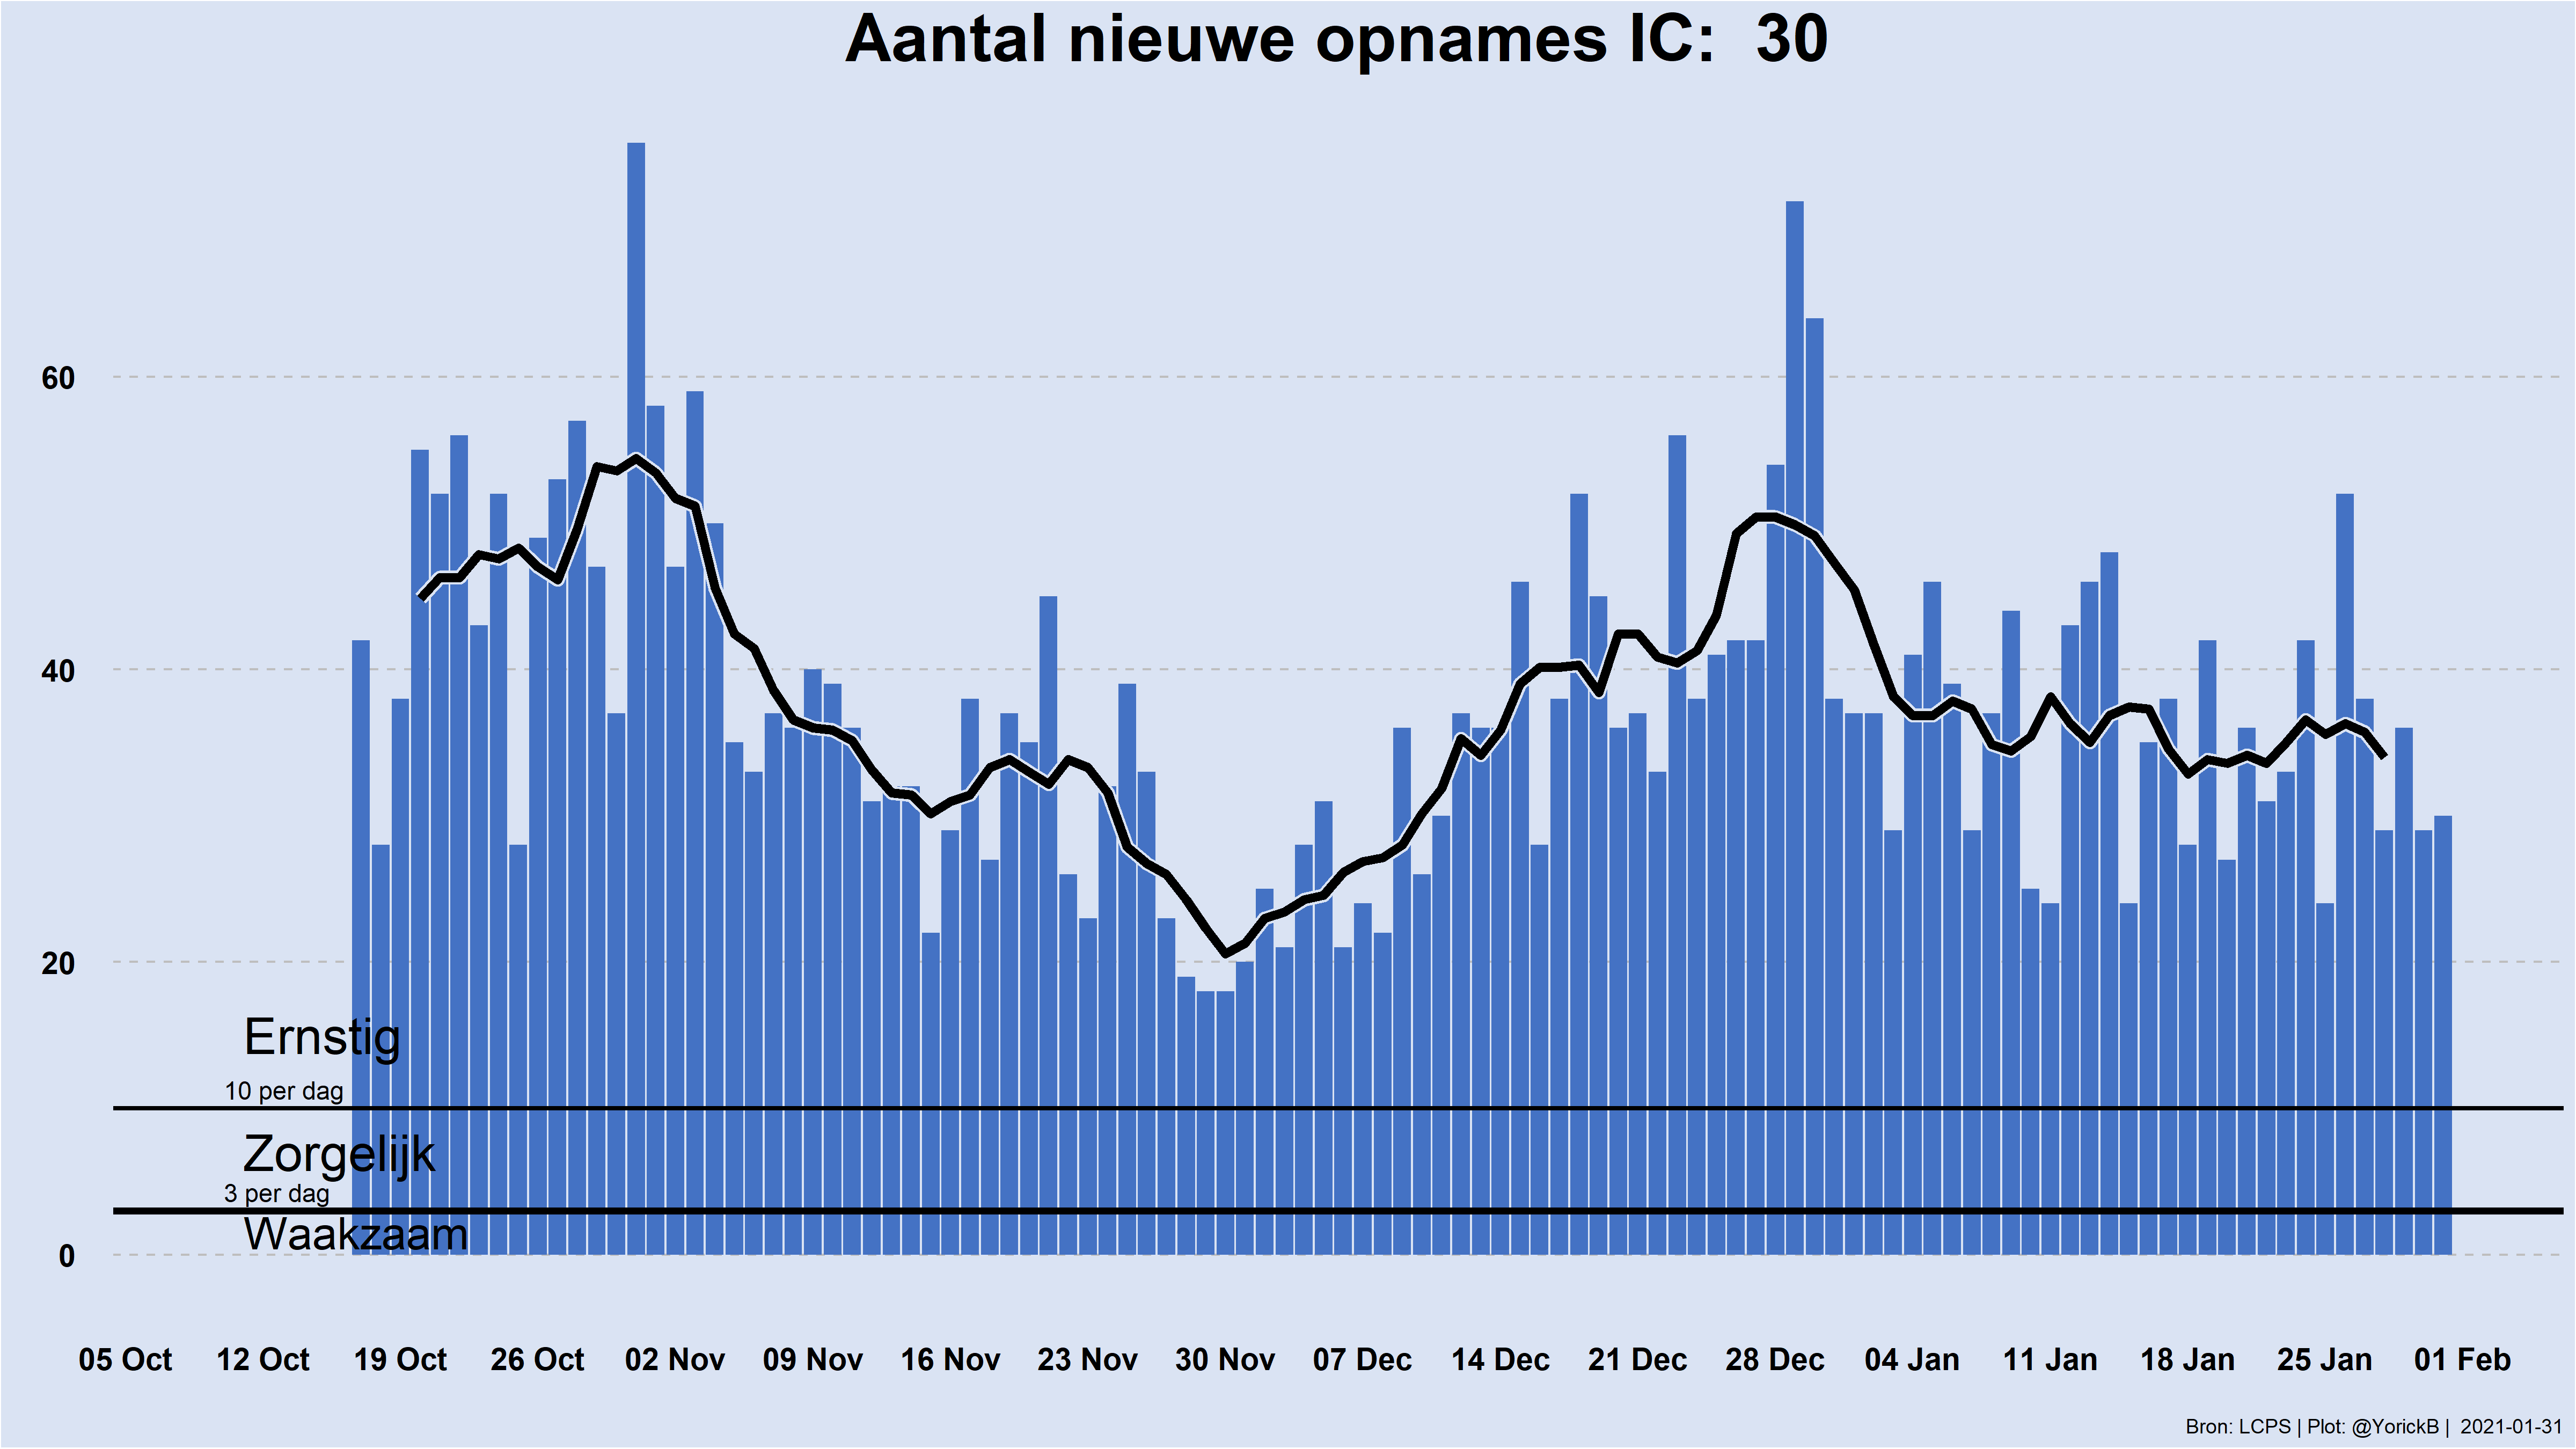 Aantal nieuwe opnames IC:  30
60
40
20
Ernstig
10 per dag
Zorgelijk
3 per dag
Waakzaam
0
05 Oct 12 Oct 19 Oct 26 Oct 02 Nov 09 Nov 16 Nov 23 Nov 30 Nov 07 Dec 14 Dec 21 Dec 28 Dec 04 Jan 11 Jan 18 Jan 25 Jan 01 Feb
Bron: LCPS | Plot: @YorickB |  2021-01-31